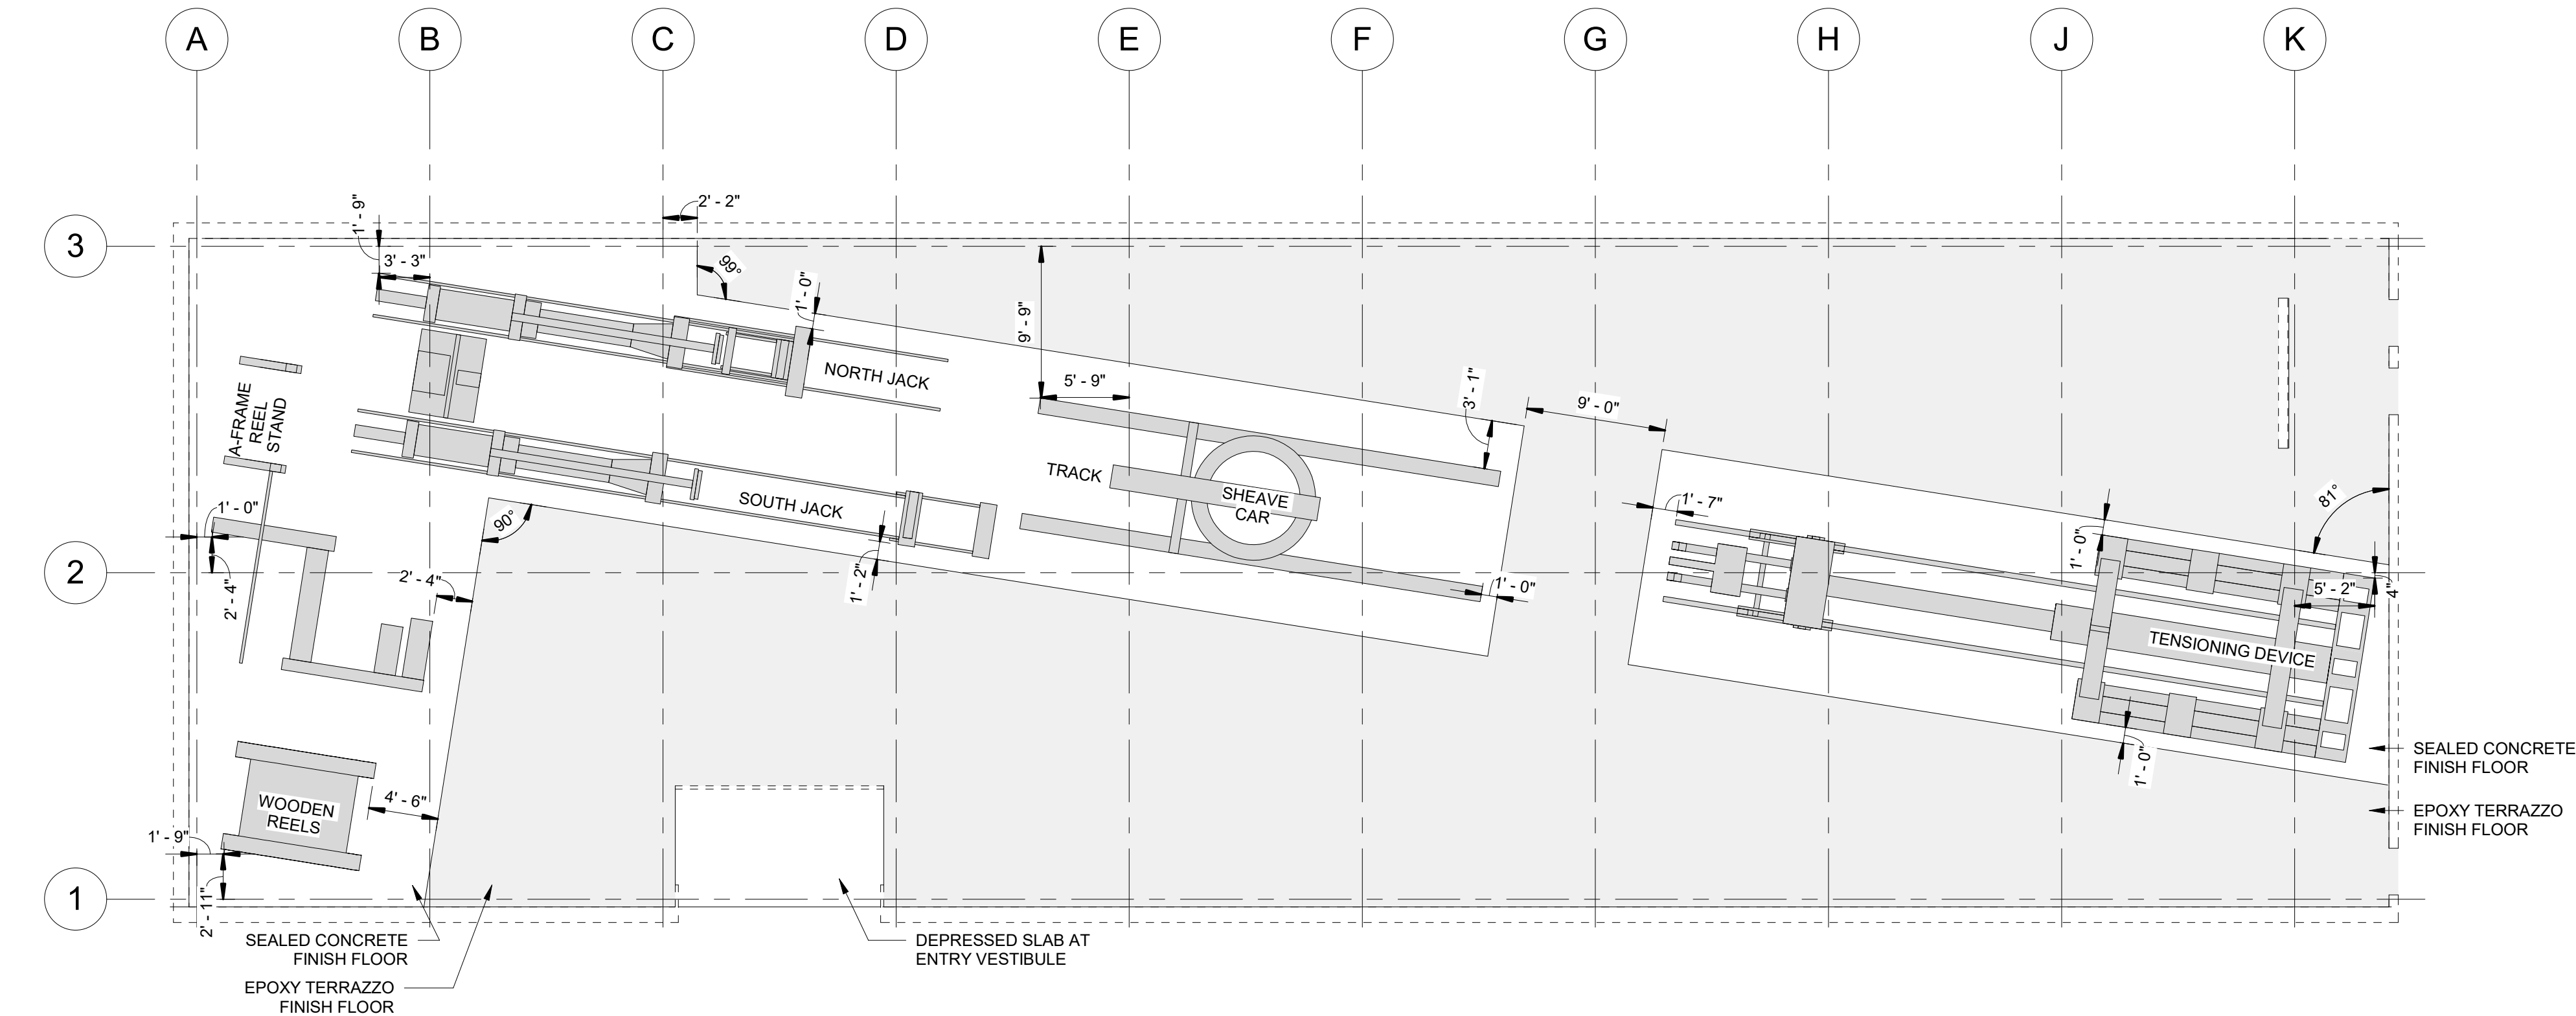 A
B
C
D
E
F
G
H
J
K
3
2
1
1' - 9"
2' - 2"
3' - 3"
99°
1' - 0"
9' - 9"
5' - 9"
3' - 1"
9' - 0"
NORTH JACK
A-FRAME
REEL
STAND
TRACK
SHEAVE
CAR
SOUTH JACK
90°
1' - 0"
2' - 4"
2' - 4"
1' - 2"
1' - 0"
1' - 7"
81°
1' - 0"
5' - 2"
4"
TENSIONING DEVICE
1' - 0"
WOODEN
REELS
4' - 6"
1' - 9"
2' - 11"
SEALED CONCRETE
FINISH FLOOR
EPOXY TERRAZZO
FINISH FLOOR
SEALED CONCRETE
FINISH FLOOR
EPOXY TERRAZZO
FINISH FLOOR
DEPRESSED SLAB AT
ENTRY VESTIBULE